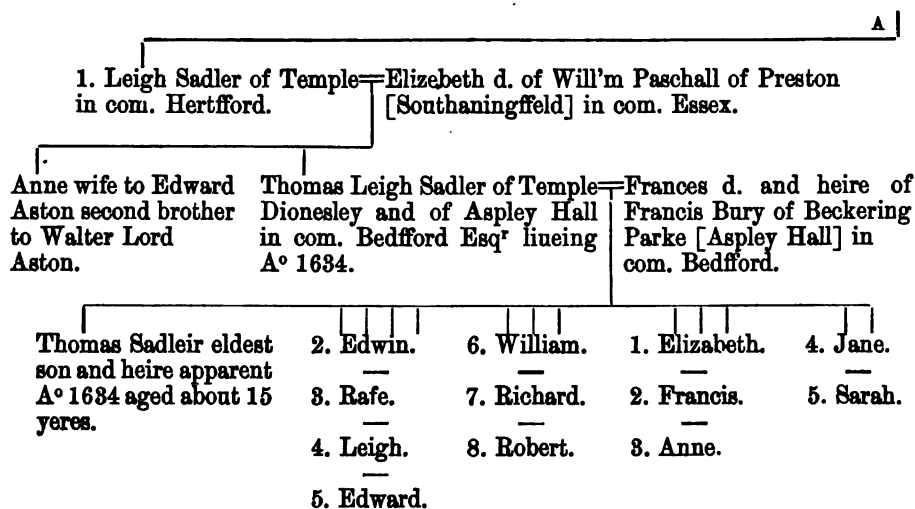 A
1. Leigh Sadler of Temple=Elizebeth d. of Will'm Paschall of Preston
in com. Hertfford. [Southaningffeld] in com. Essex.
Anne wife to Edward
Aston second brother
to Walter Lord
Aston.
Thomas Leigh Sadler of Temple=Frances d. and heire of
Dionesley and of Aspley Hall Francis Bury of Beckering
in com. Bedfford Esqr liueing Parke [Aspley Hall] in
Ao 1634. com. Bedfford.
Thomas Sadleir eldest
son and heire apparent
Ao 1634 aged about 15
yeres.
2. Edwin.
3. Rafe.
4. Leigh.
5. Edward.
6. William.
7. Richard.
8. Robert.
1. Elizabeth.
2. Francis.
3. Anne.
4. Jane.
5. Sarah.